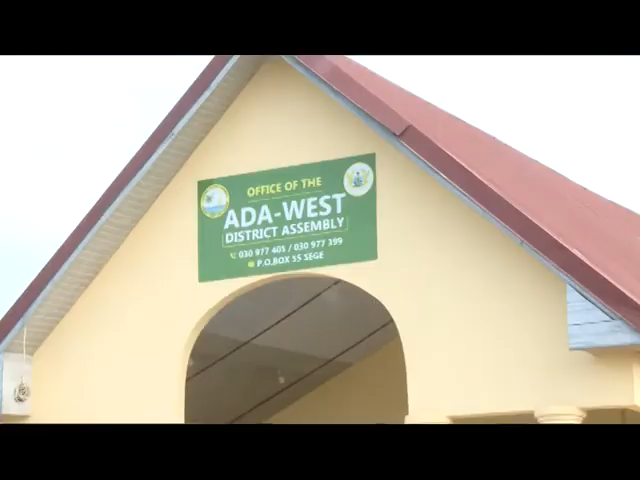 OFFICE OF THE
ADA-WEST
DISTRICT ASSEMBLY
030 977 405 / 030 977 399
P.O.BOX 55 SEGE